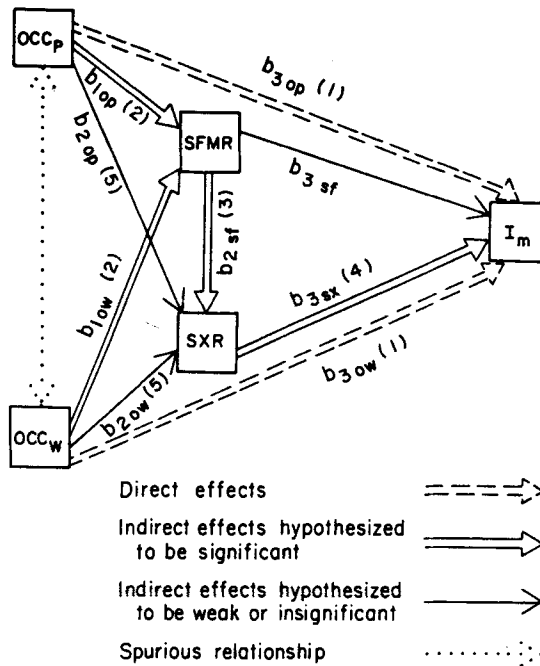 OCCP
b3op (1)
b1op (2)
SFMR
b2op (5)
b3sf
Im
b2sf (3)
b1ow (2)
b3sx (4)
SXR
b3ow (1)
b2ow (5)
OCCW
Direct effects
Indirect effects hypothesized
to be significant
Indirect effects hypothesized
to be weak or insignificant
Spurious relationship